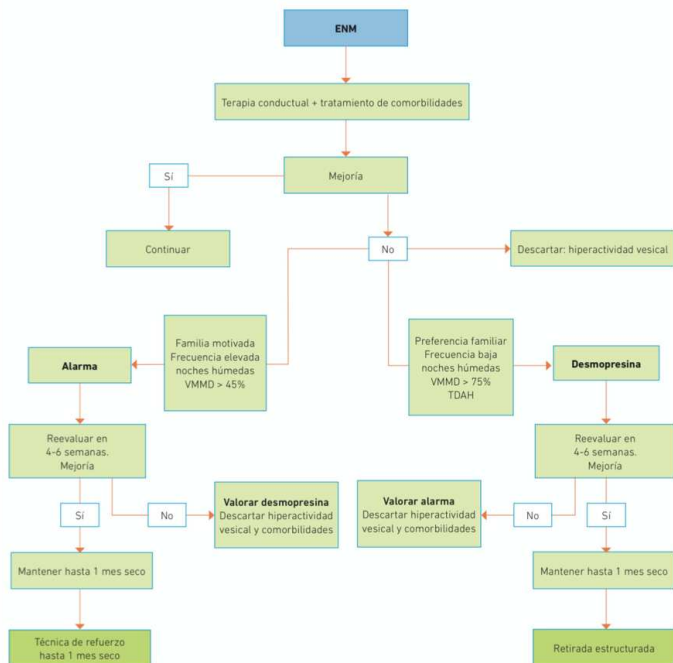 ENM
Terapia conductual + tratamiento de comorbilidades
Sí
Mejoría
Continuar
No
Descartar: hiperactividad vesical
Familia motivada
Frecuencia elevada
noches húmedas
VMMD > 45%
Preferencia familiar
Frecuencia baja
noches húmedas
VMMD > 75%
TDAH
Alarma
Desmopresina
Reevaluar en
4-6 semanas.
Mejoría
Reevaluar en
4-6 semanas.
Mejoría
Sí
No
Valorar desmopresina
Descartar hiperactividad
vesical y comorbilidades
Valorar alarma
Descartar hiperactividad
vesical y comorbilidades
No
Sí
Mantener hasta 1 mes seco
Mantener hasta 1 mes seco
Técnica de refuerzo
hasta 1 mes seco
Retirada estructurada